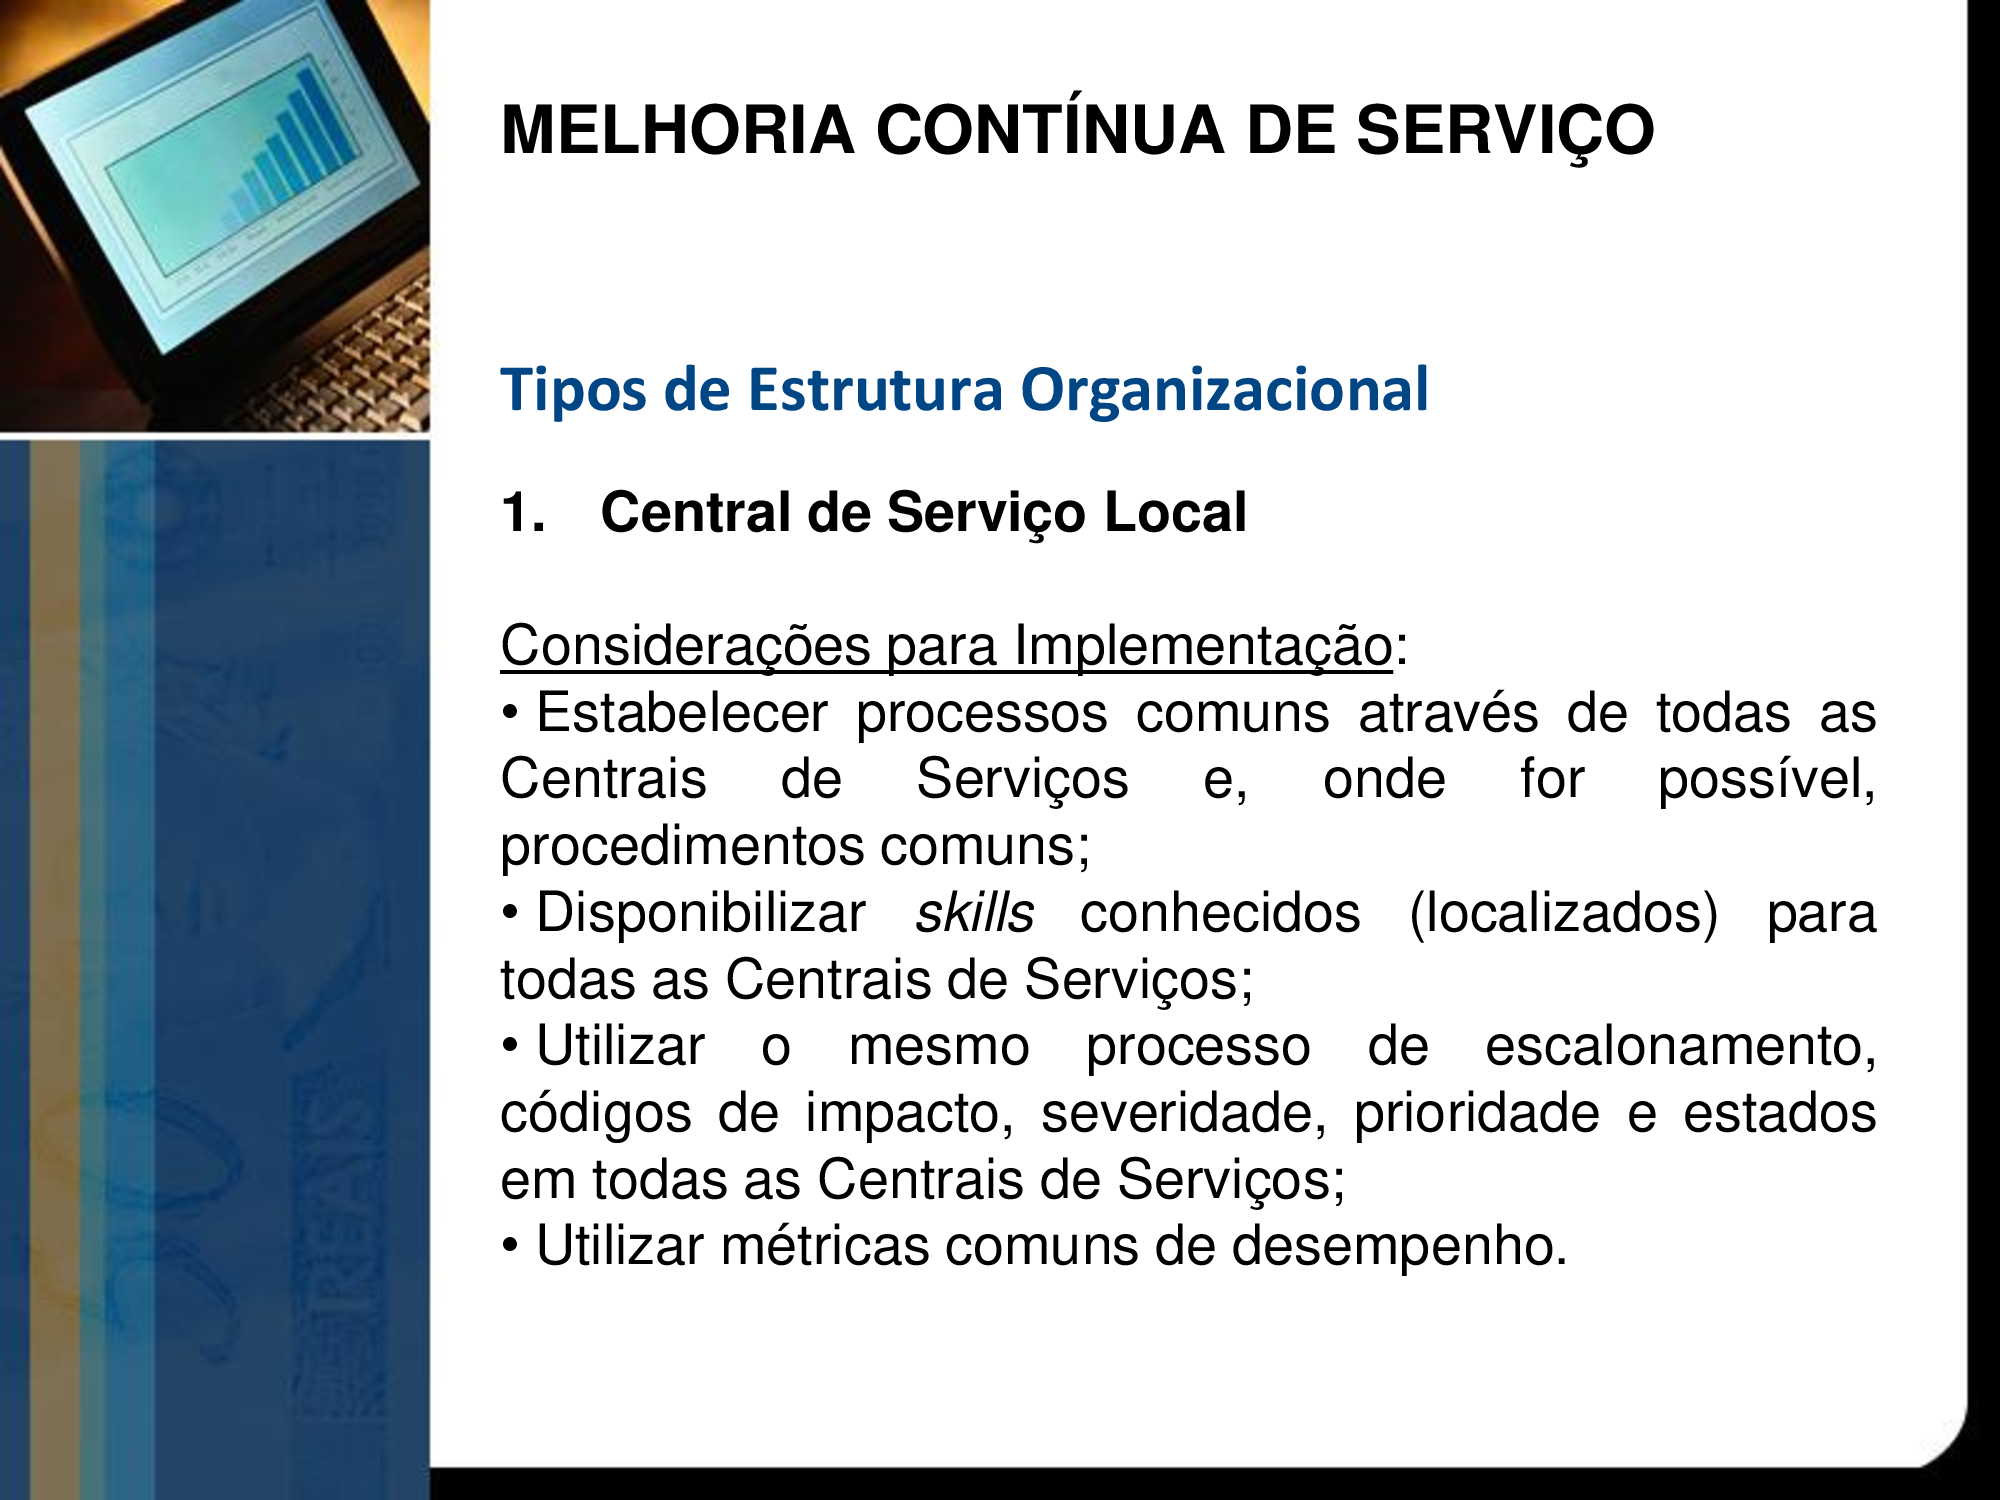 MELHORIA CONTÍNUA DE SERVIÇO
Tipos de Estrutura Organizacional
1. Central de Serviço Local
Considerações para Implementação:
• Estabelecer processos comuns através de todas as
Centrais de Serviços e, onde for possível,
procedimentos comuns;
• Disponibilizar skills conhecidos (localizados) para
todas as Centrais de Serviços;
• Utilizar o mesmo processo de escalonamento,
códigos de impacto, severidade, prioridade e estados
em todas as Centrais de Serviços;
• Utilizar métricas comuns de desempenho.
REAIS